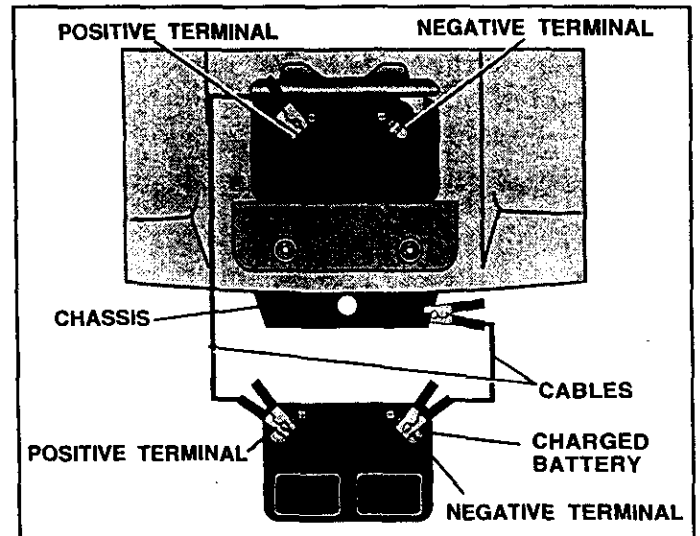 POSITIVE TERMINAL
NEGATIVE TERMINAL
CHASSIS
CABLES
POSITIVE TERMINAL
CHARGED
BATTERY
NEGATIVE TERMINAL